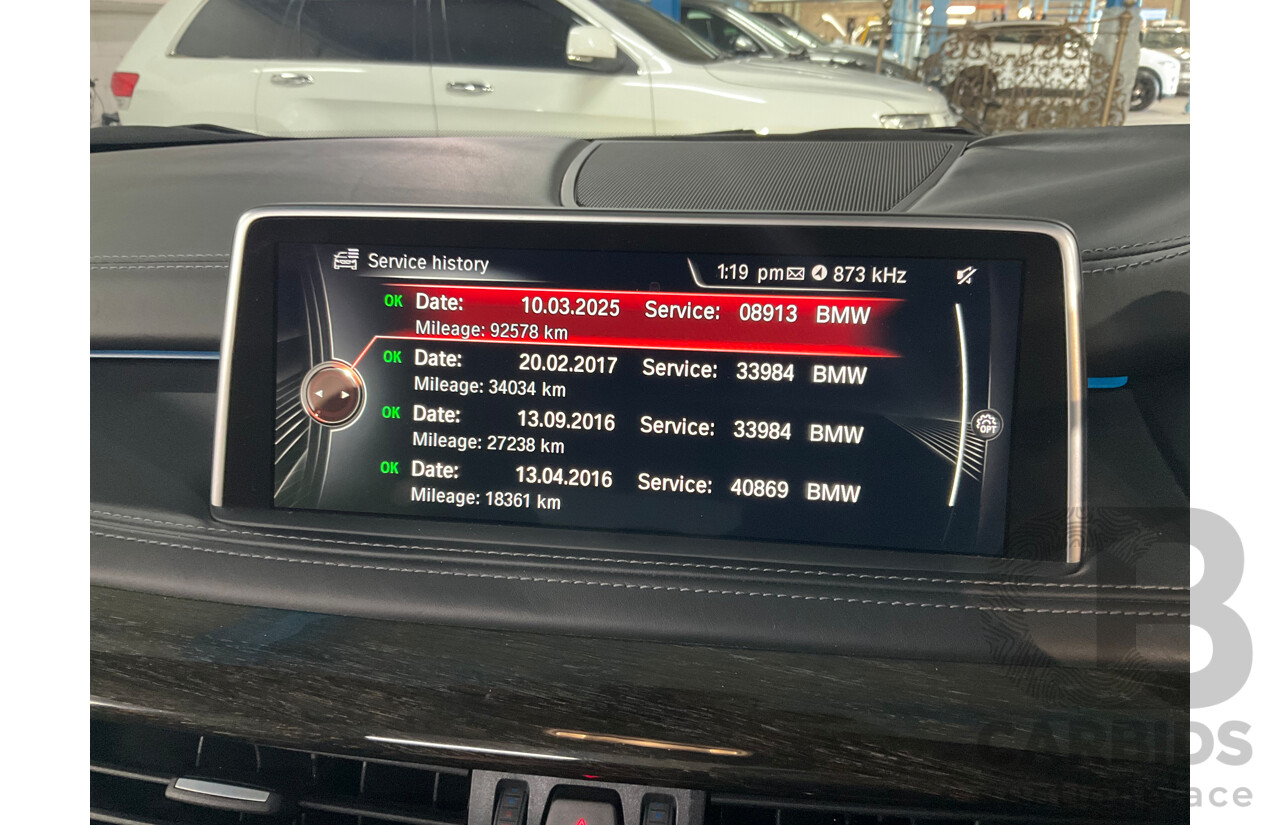 Service history
1:19 pm 873 kHz
OK Date: 10.03.2025 Service: 08913 BMW
Mileage: 92578 km
OK Date: 20.02.2017 Service: 33984 BMW
Mileage: 34034 km
OK Date: 13.09.2016 Service: 33984 BMW
Mileage: 27238 km
OK Date: 13.04.2016 Service: 40869 BMW
Mileage: 18361 km
OPT
CARBIDS